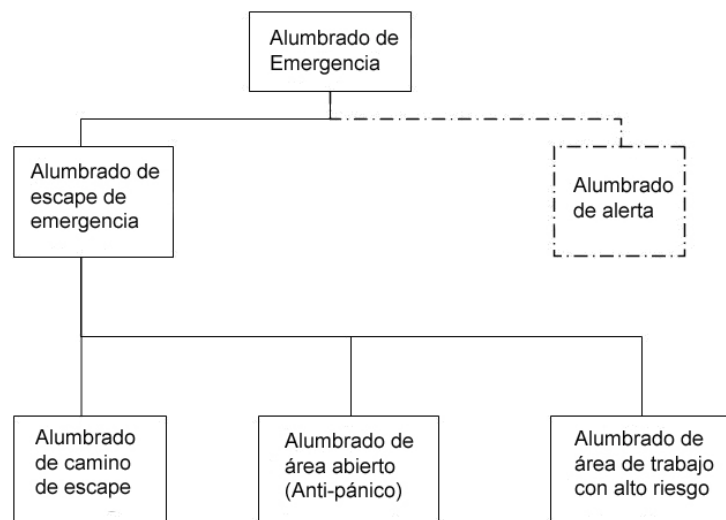 Alumbrado de
Emergencia
Alumbrado de
escape de
emergencia
Alumbrado
de alerta
Alumbrado
de camino
de escape
Alumbrado de
área abierto
(Anti-pánico)
Alumbrado de
área de trabajo
con alto riesgo